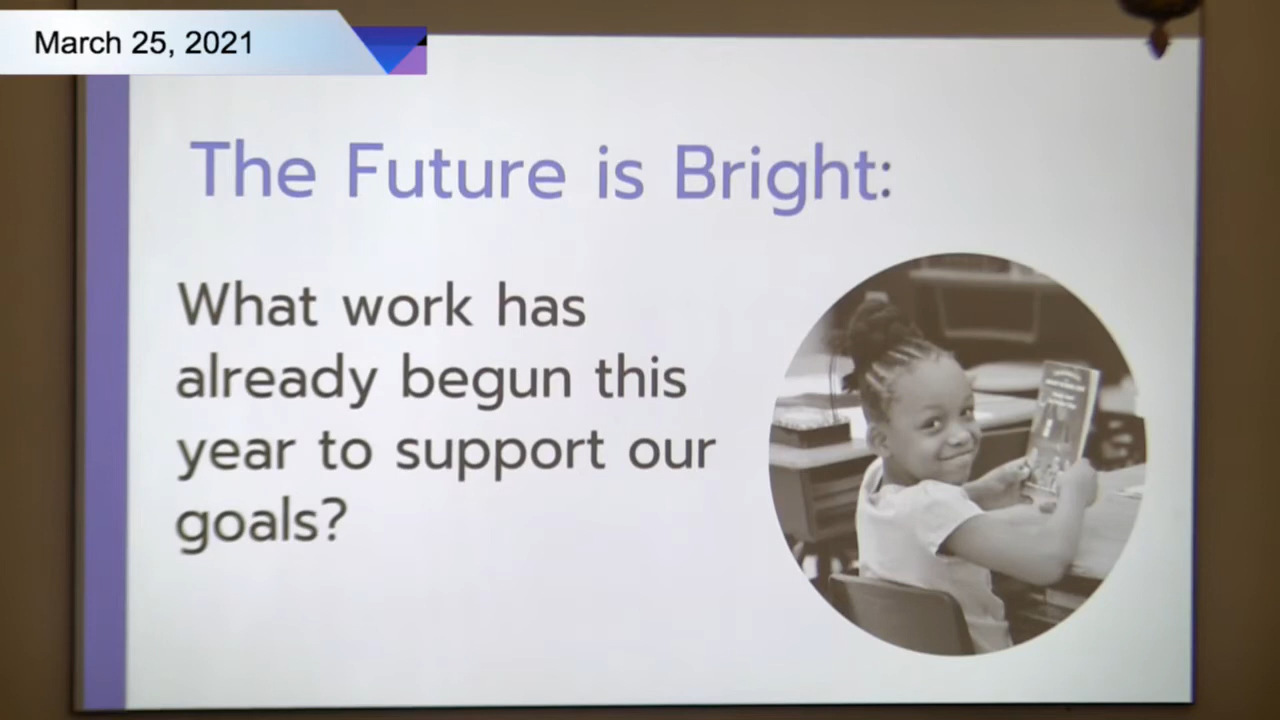 March 25, 2021
The Future is Bright:
What work has
already begun this
year to support our
goals?